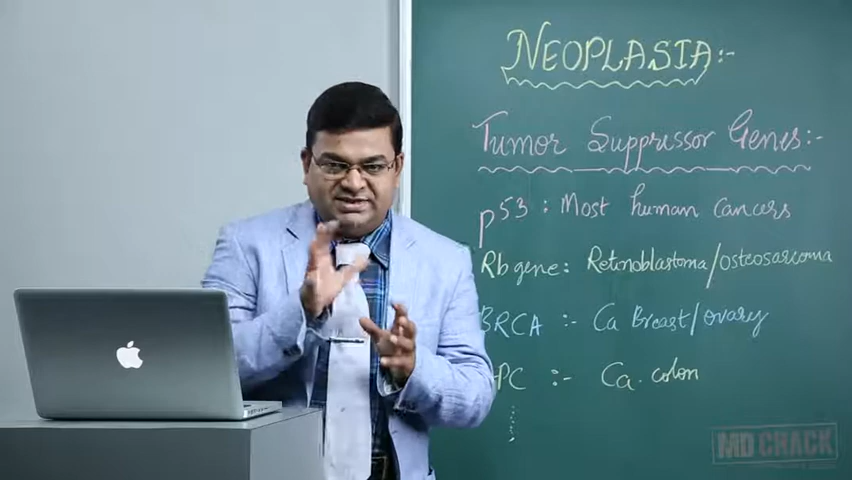 NEOPLASIA:-
Tumor Suppressor Genes:-
p53 : Most human cancers
Rb gene: Retinoblastoma/osteosarcoma
BRCA :- Ca Breast/ovary
PC :- Ca. colon
MD CRACK